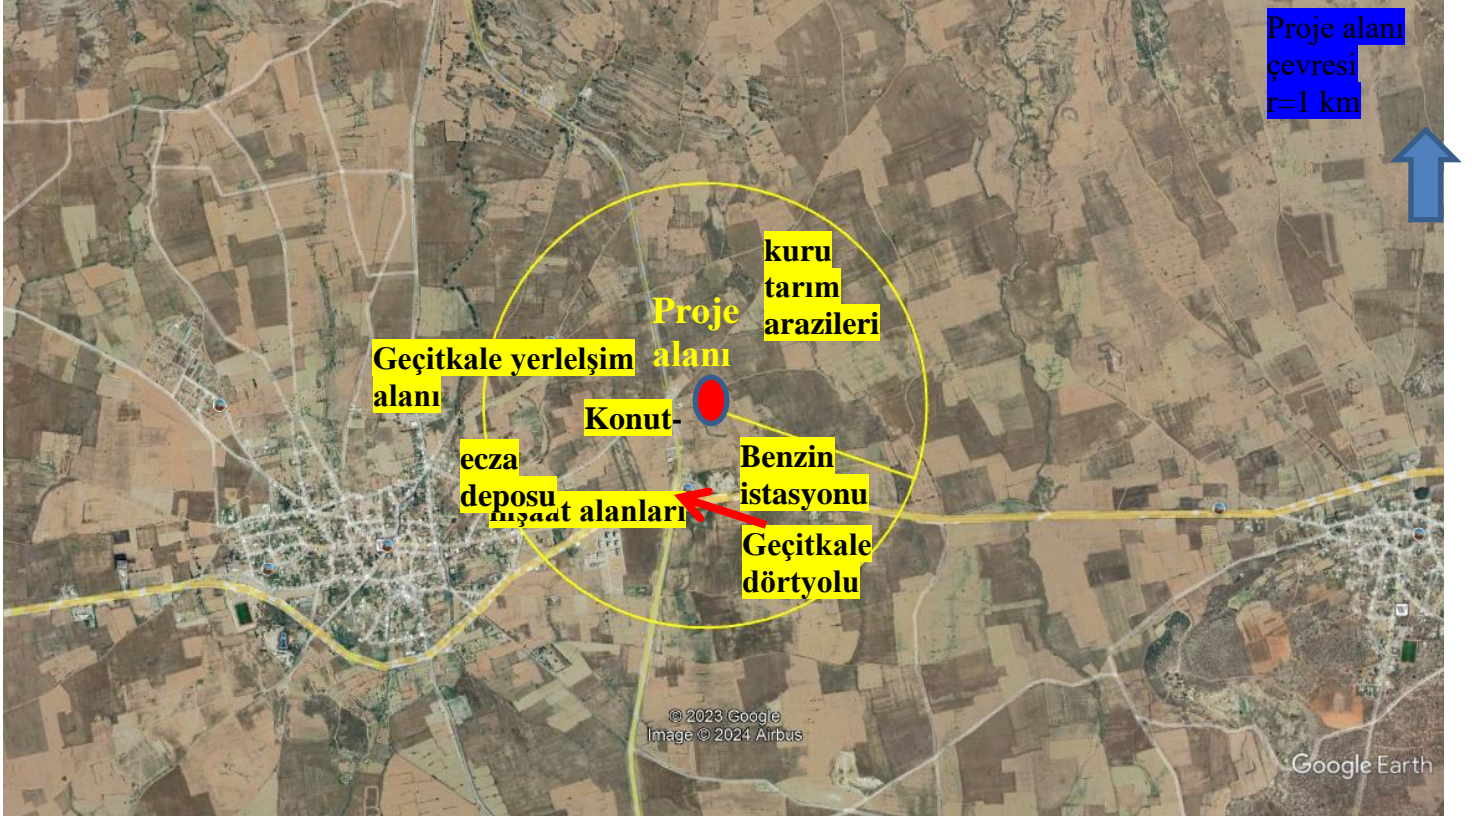 Proje alanı
çevresi
r=1 km
kuru
tarım
arazileri
Proje
alanı
Geçitkale yerlelşim
alanı
Konut-
ecza
deposu
alanları
Benzin
istasyonu
Geçitkale
dörtyolu
© 2023 Google
Image © 2024 Airbus
Google Earth
W